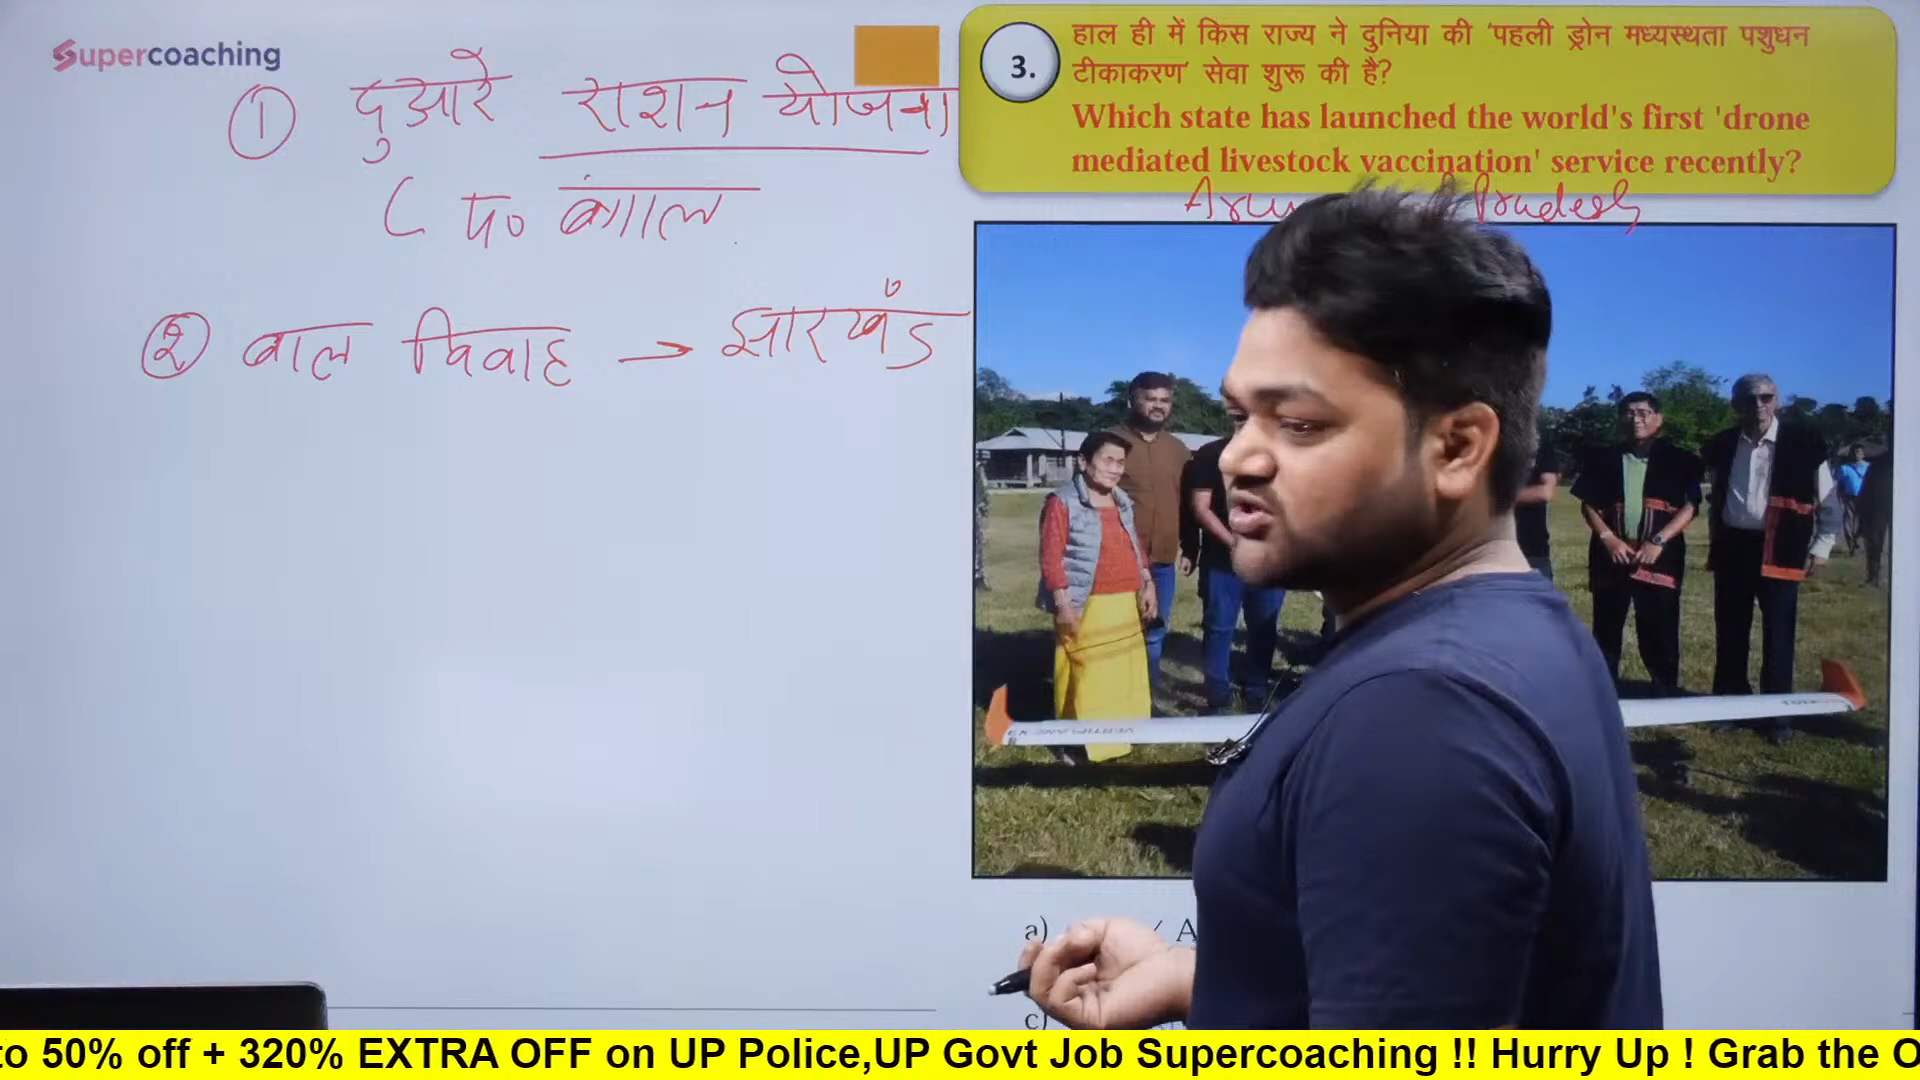 Supercoaching
① दुआरे राशन योजना
( प० बंगाल
② बाल विवाह → झारखंड
3.
हाल ही में किस राज्य ने दुनिया की 'पहली ड्रोन मध्यस्थता पशुधन
टीकाकरण' सेवा शुरू की है?
Which state has launched the world's first 'drone
mediated livestock vaccination' service recently?
Pradesh
a) / A
c)
to 50% off + 320% EXTRA OFF on UP Police,UP Govt Job Supercoaching !! Hurry Up ! Grab the O